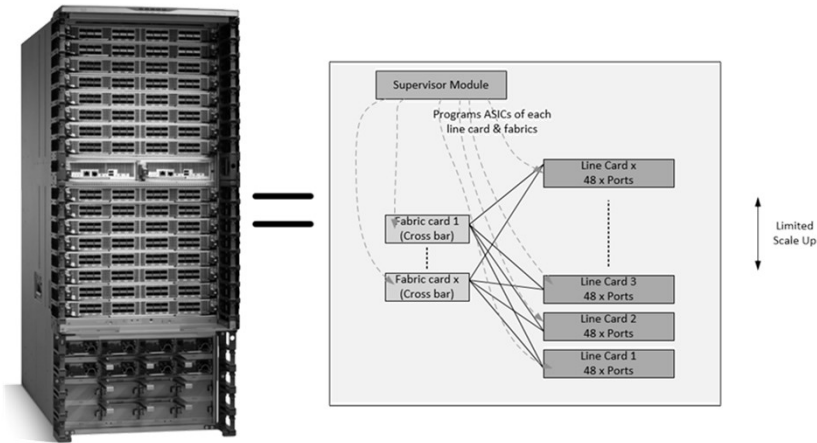 Supervisor Module
Programs ASICs of each
line card & fabrics
Line Card x
48 x Ports
Fabric card 1
(Cross bar)
Limited
Scale Up
Fabric card x
(Cross bar)
Line Card 3
48 x Ports
Line Card 2
48 x Ports
Line Card 1
48 x Ports